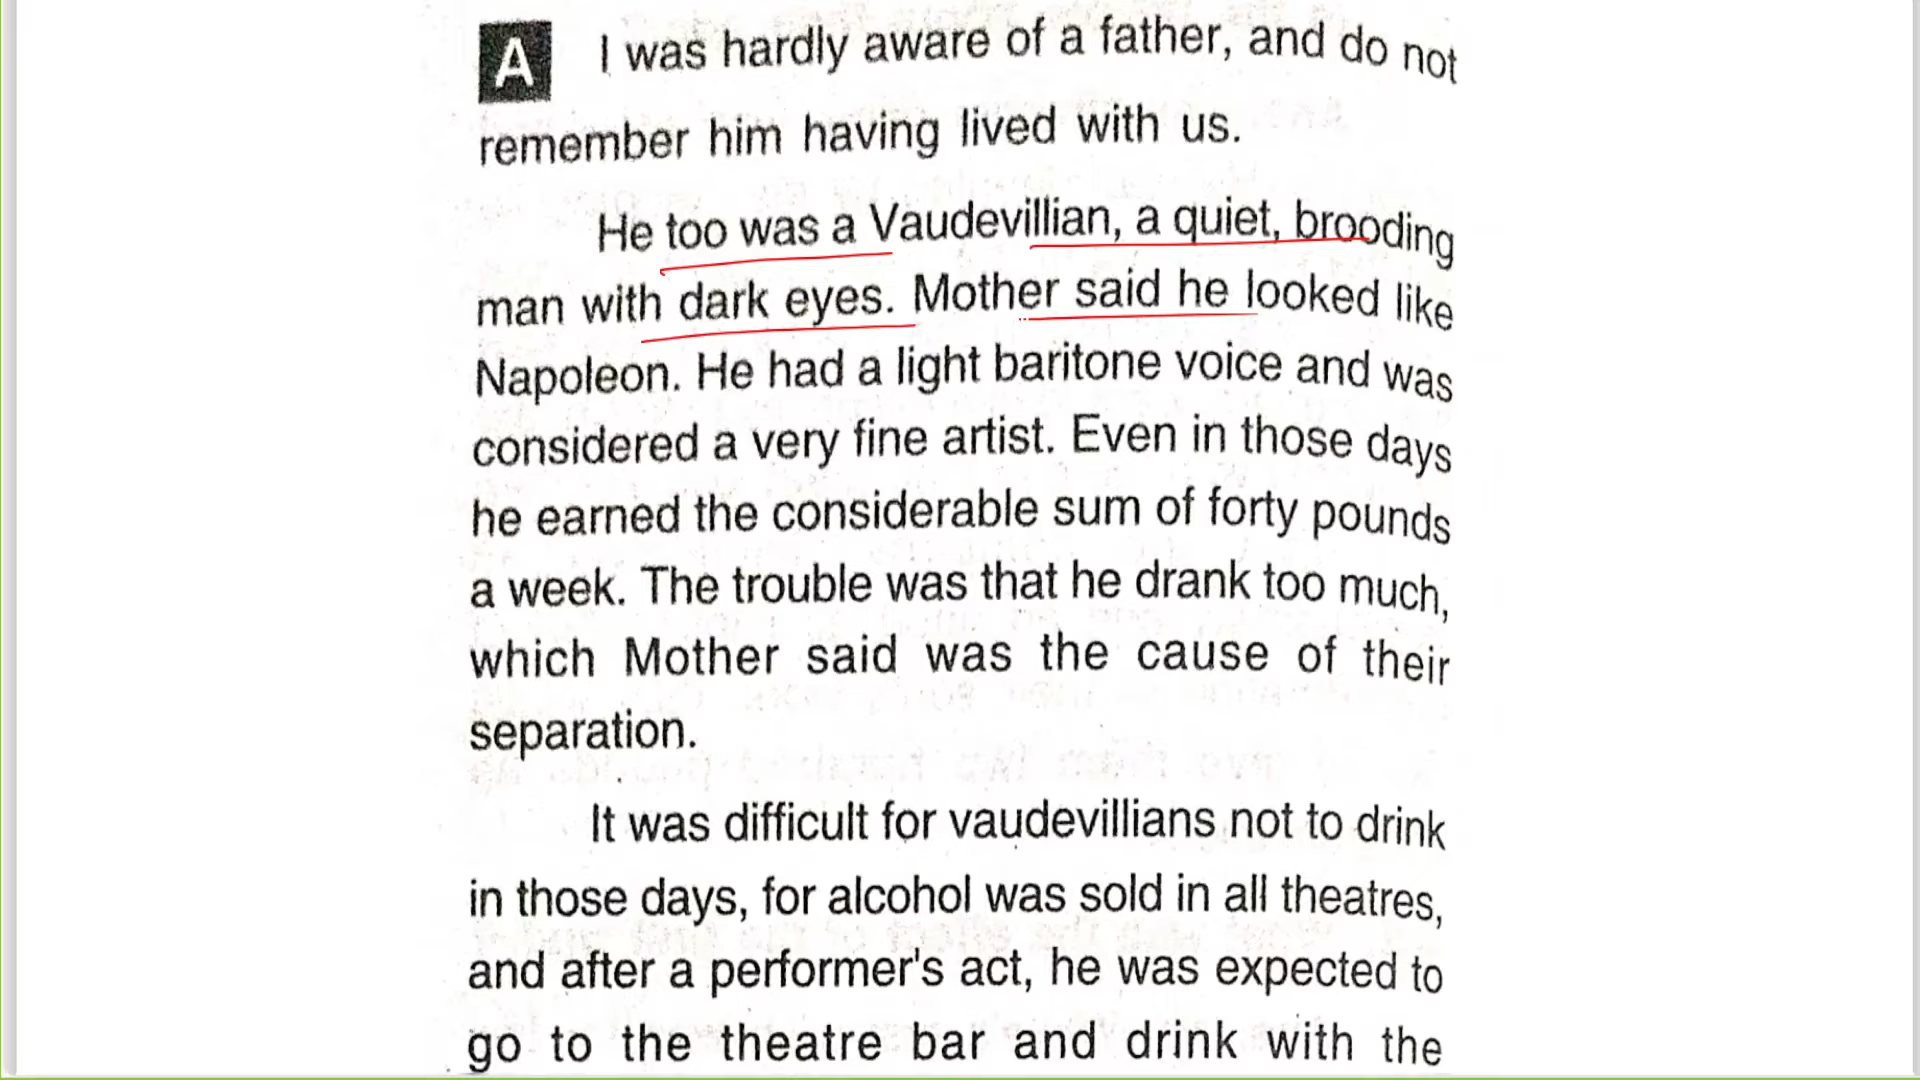 A I was hardly aware of a father, and do not
remember him having lived with us.
He too was a Vaudevillian, a quiet, brooding
man with dark eyes. Mother said he looked like
Napoleon. He had a light baritone voice and was
considered a very fine artist. Even in those days
he earned the considerable sum of forty pounds
a week. The trouble was that he drank too much,
which Mother said was the cause of their
separation.
It was difficult for vaudevillians not to drink
in those days, for alcohol was sold in all theatres,
and after a performer's act, he was expected to
go to the theatre bar and drink with the